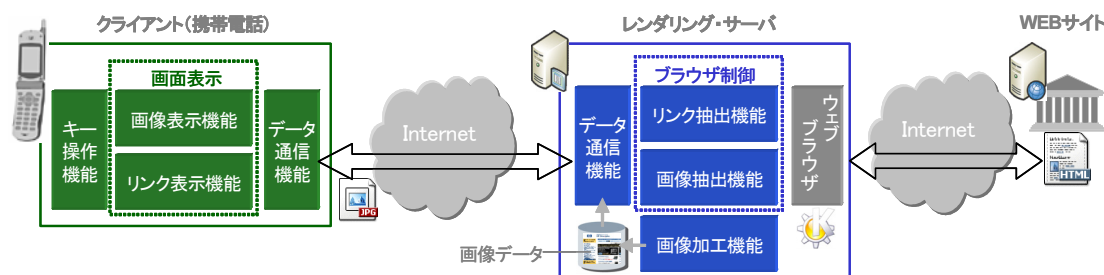 クライアント(携帯電話)
キー操作機能
画面表示
画像表示機能
リンク表示機能
データ通信機能
Internet
JPG
レンダリング・サーバ
データ通信機能
ブラウザ制御
リンク抽出機能
画像抽出機能
ウェブブラウザ
画像加工機能
画像データ
Internet
WEBサイト
HTML